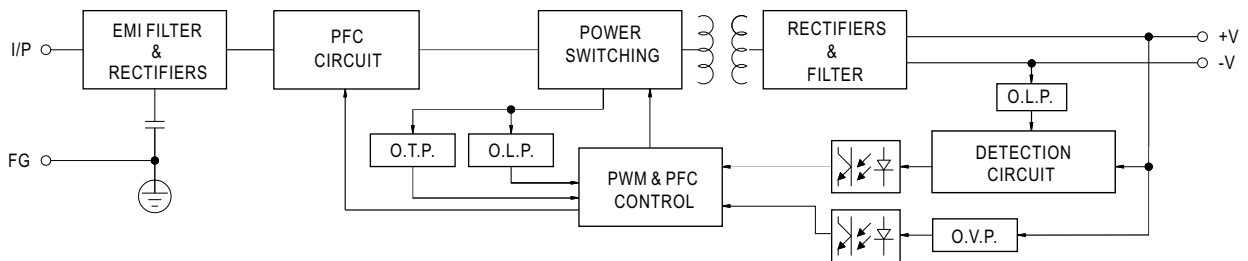 I/P
EMI FILTER
&
RECTIFIERS
PFC
CIRCUIT
POWER
SWITCHING
RECTIFIERS
&
FILTER
+V
-V
O.L.P.
FG
O.T.P.
O.L.P.
PWM & PFC
CONTROL
DETECTION
CIRCUIT
O.V.P.